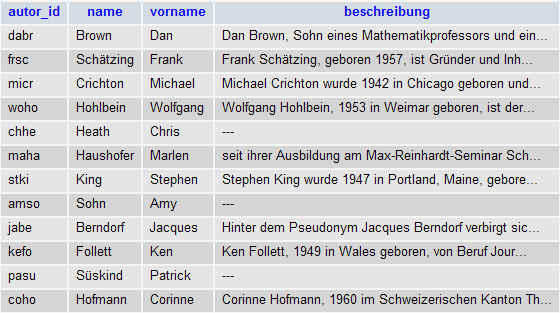 autor_id name vorname beschreibung
dabr Brown Dan Dan Brown, Sohn eines Mathematikprofessors und ein...
frsc Schätzing Frank Frank Schätzing, geboren 1957, ist Gründer und Inh...
micr Crichton Michael Michael Crichton wurde 1942 in Chicago geboren und...
woho Hohlbein Wolfgang Wolfgang Hohlbein, 1953 in Weimar geboren, ist der...
chhe Heath Chris ---
maha Haushofer Marlen seit ihrer Ausbildung am Max-Reinhardt-Seminar Sch...
stki King Stephen Stephen King wurde 1947 in Portland, Maine, gebore...
amso Sohn Amy ---
jabe Berndorf Jacques Hinter dem Pseudonym Jacques Berndorf verbirgt sic...
kefo Follett Ken Ken Follett, 1949 in Wales geboren, von Beruf Jour...
pasu Süskind Patrick ---
coho Hofmann Corinne Corinne Hofmann, 1960 im Schweizerischen Kanton Th...